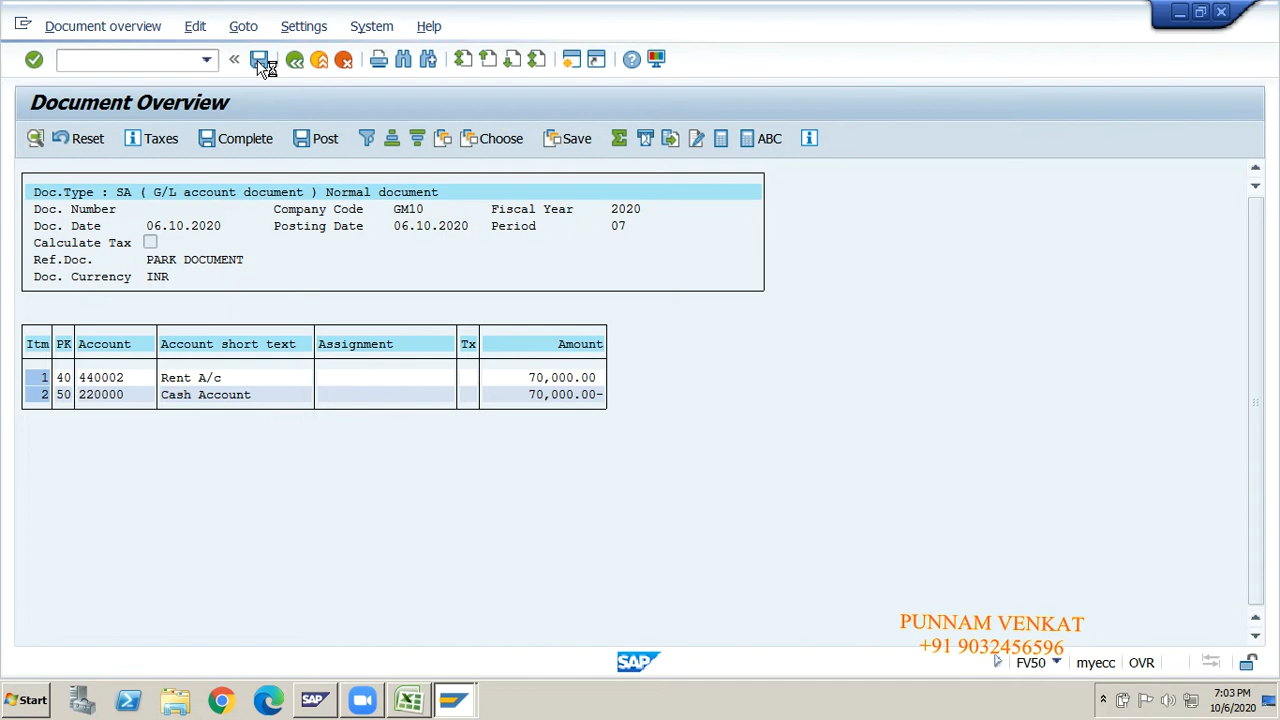 Document overview Edit Goto Settings System Help
Document Overview
Reset Taxes Complete Post Choose Save ABC
Doc.Type : SA ( G/L account document ) Normal document
Doc. Number Company Code GM10 Fiscal Year 2020
Doc. Date 06.10.2020 Posting Date 06.10.2020 Period 07
Calculate Tax
Ref.Doc. PARK DOCUMENT
Doc. Currency INR
Itm PK Account Account short text Assignment Tx Amount
1 40 440002 Rent A/c 70,000.00
2 50 220000 Cash Account 70,000.00-
PUNNAM VENKAT
+91 9032456596
SAP FV50 myecc OVR
Start SAP 7:03 PM
10/6/2020